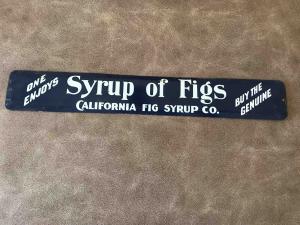 ONE
ENJOYS
Syrup of Figs
CALIFORNIA FIG SYRUP CO.
BUY THE
GENUINE